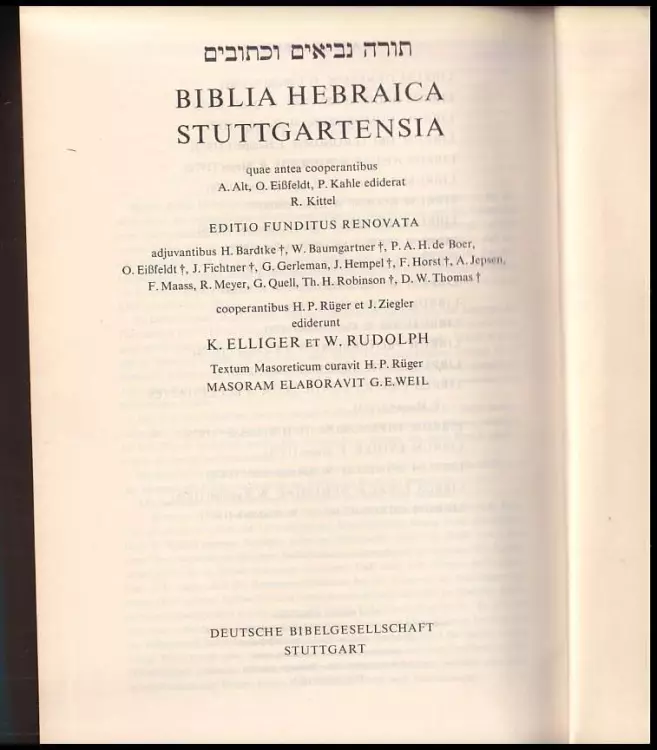 תורה נביאים וכתובים
BIBLIA HEBRAICA
STUTTGARTENSIA
quae antea cooperantibus
A. Alt, O. Eißfeldt, P. Kahle ediderat
R. Kittel
EDITIO FUNDITUS RENOVATA
adjuvantibus H. Bardtke †, W. Baumgartner †, P. A. H. de Boer,
O. Eißfeldt †, J. Fichtner †, G. Gerleman, J. Hempel †, F. Horst †, A. Jepsen,
F. Maass, R. Meyer, G. Quell, Th. H. Robinson †, D. W. Thomas †
cooperantibus H. P. Rüger et J. Ziegler
ediderunt
K. ELLIGER ET W. RUDOLPH
Textum Masoreticum curavit H. P. Rüger
MASORAM ELABORAVIT G. E. WEIL
DEUTSCHE BIBELGESELLSCHAFT
STUTTGART